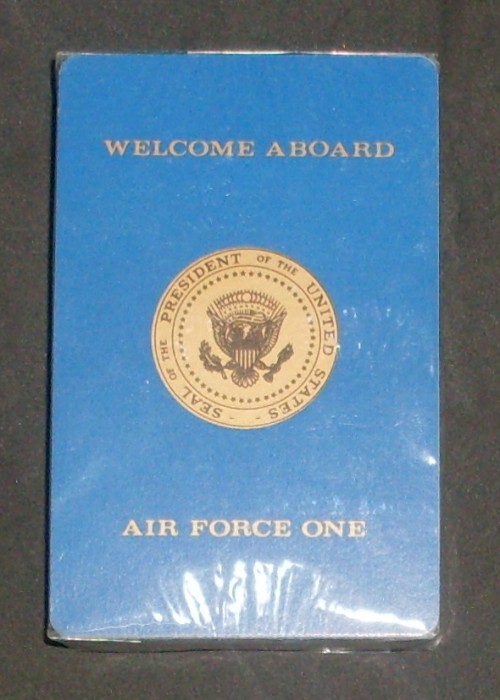 WELCOME ABOARD
SEAL OF THE PRESIDENT OF THE UNITED STATES
AIR FORCE ONE